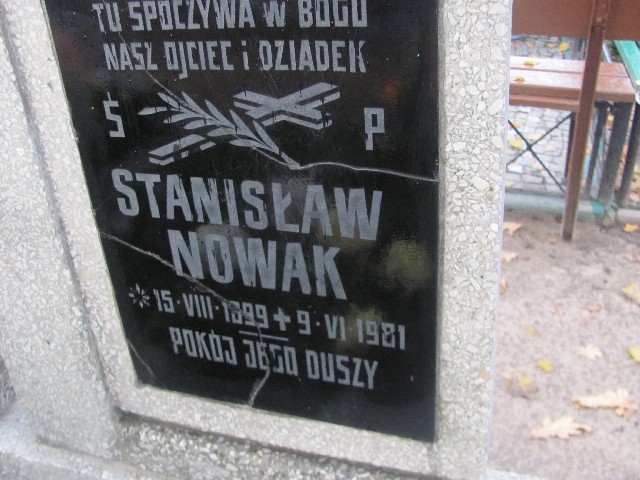 TU SPOCZYWA W BOGU
NASZ OJCIEC i DZIADEK
Ś P
STANISŁAW
NOWAK
15·VIII·1899 + 9·VI·1981
POKÓJ JEGO DUSZY